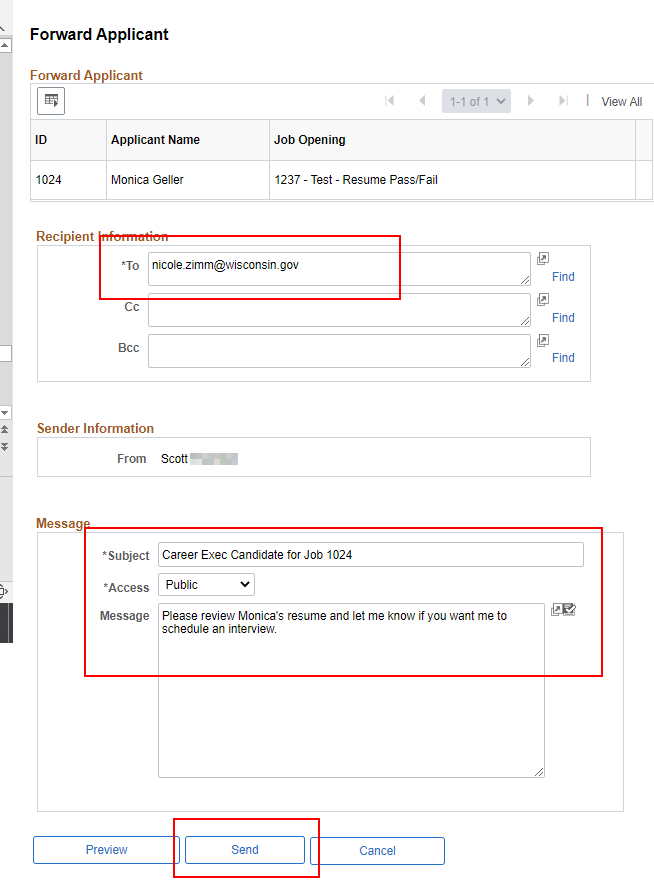 Forward Applicant
Forward Applicant
1-1 of 1
View All
ID Applicant Name Job Opening
1024 Monica Geller 1237 - Test - Resume Pass/Fail
Recipient Information
*To nicole.zimm@wisconsin.gov
Find
Cc
Find
Bcc
Find
Sender Information
From Scott
Message
*Subject Career Exec Candidate for Job 1024
*Access Public
Message Please review Monica's resume and let me know if you want me to
schedule an interview.
Preview Send Cancel